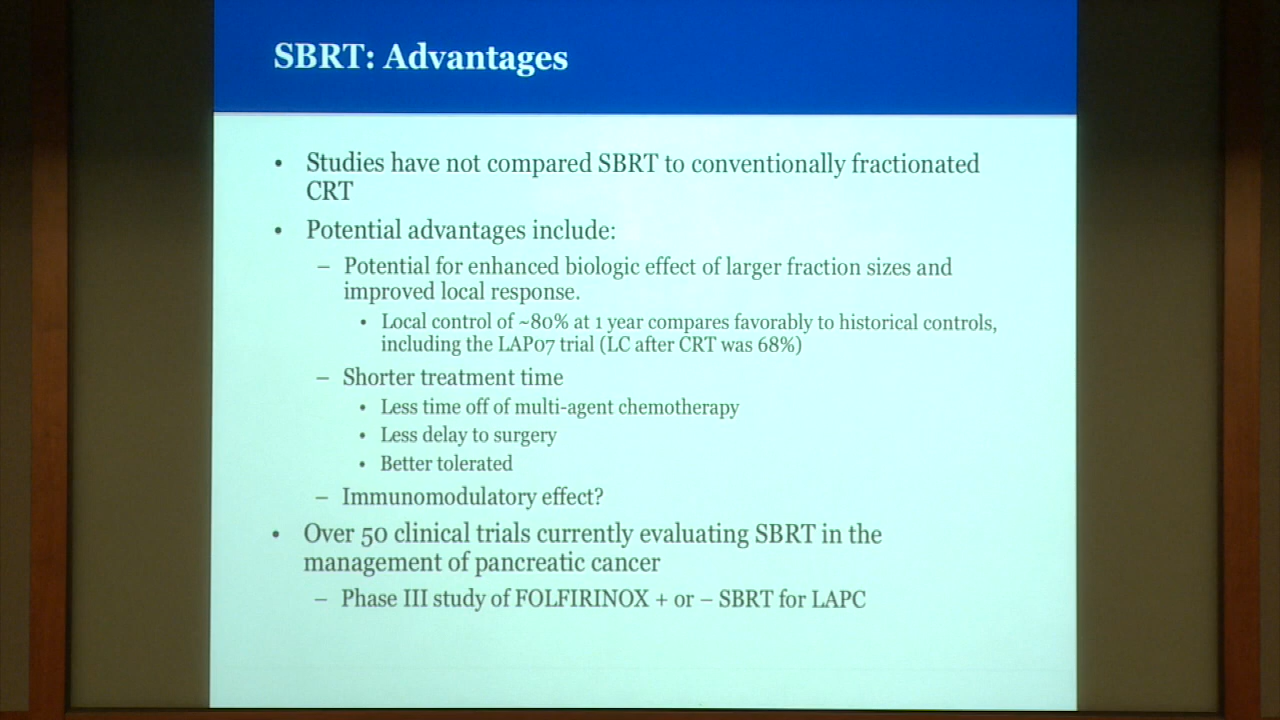 SBRT: Advantages
• Studies have not compared SBRT to conventionally fractionated
CRT
• Potential advantages include:
– Potential for enhanced biologic effect of larger fraction sizes and
improved local response.
• Local control of ~80% at 1 year compares favorably to historical controls,
including the LAP07 trial (LC after CRT was 68%)
– Shorter treatment time
• Less time off of multi-agent chemotherapy
• Less delay to surgery
• Better tolerated
– Immunomodulatory effect?
• Over 50 clinical trials currently evaluating SBRT in the
management of pancreatic cancer
– Phase III study of FOLFIRINOX + or – SBRT for LAPC